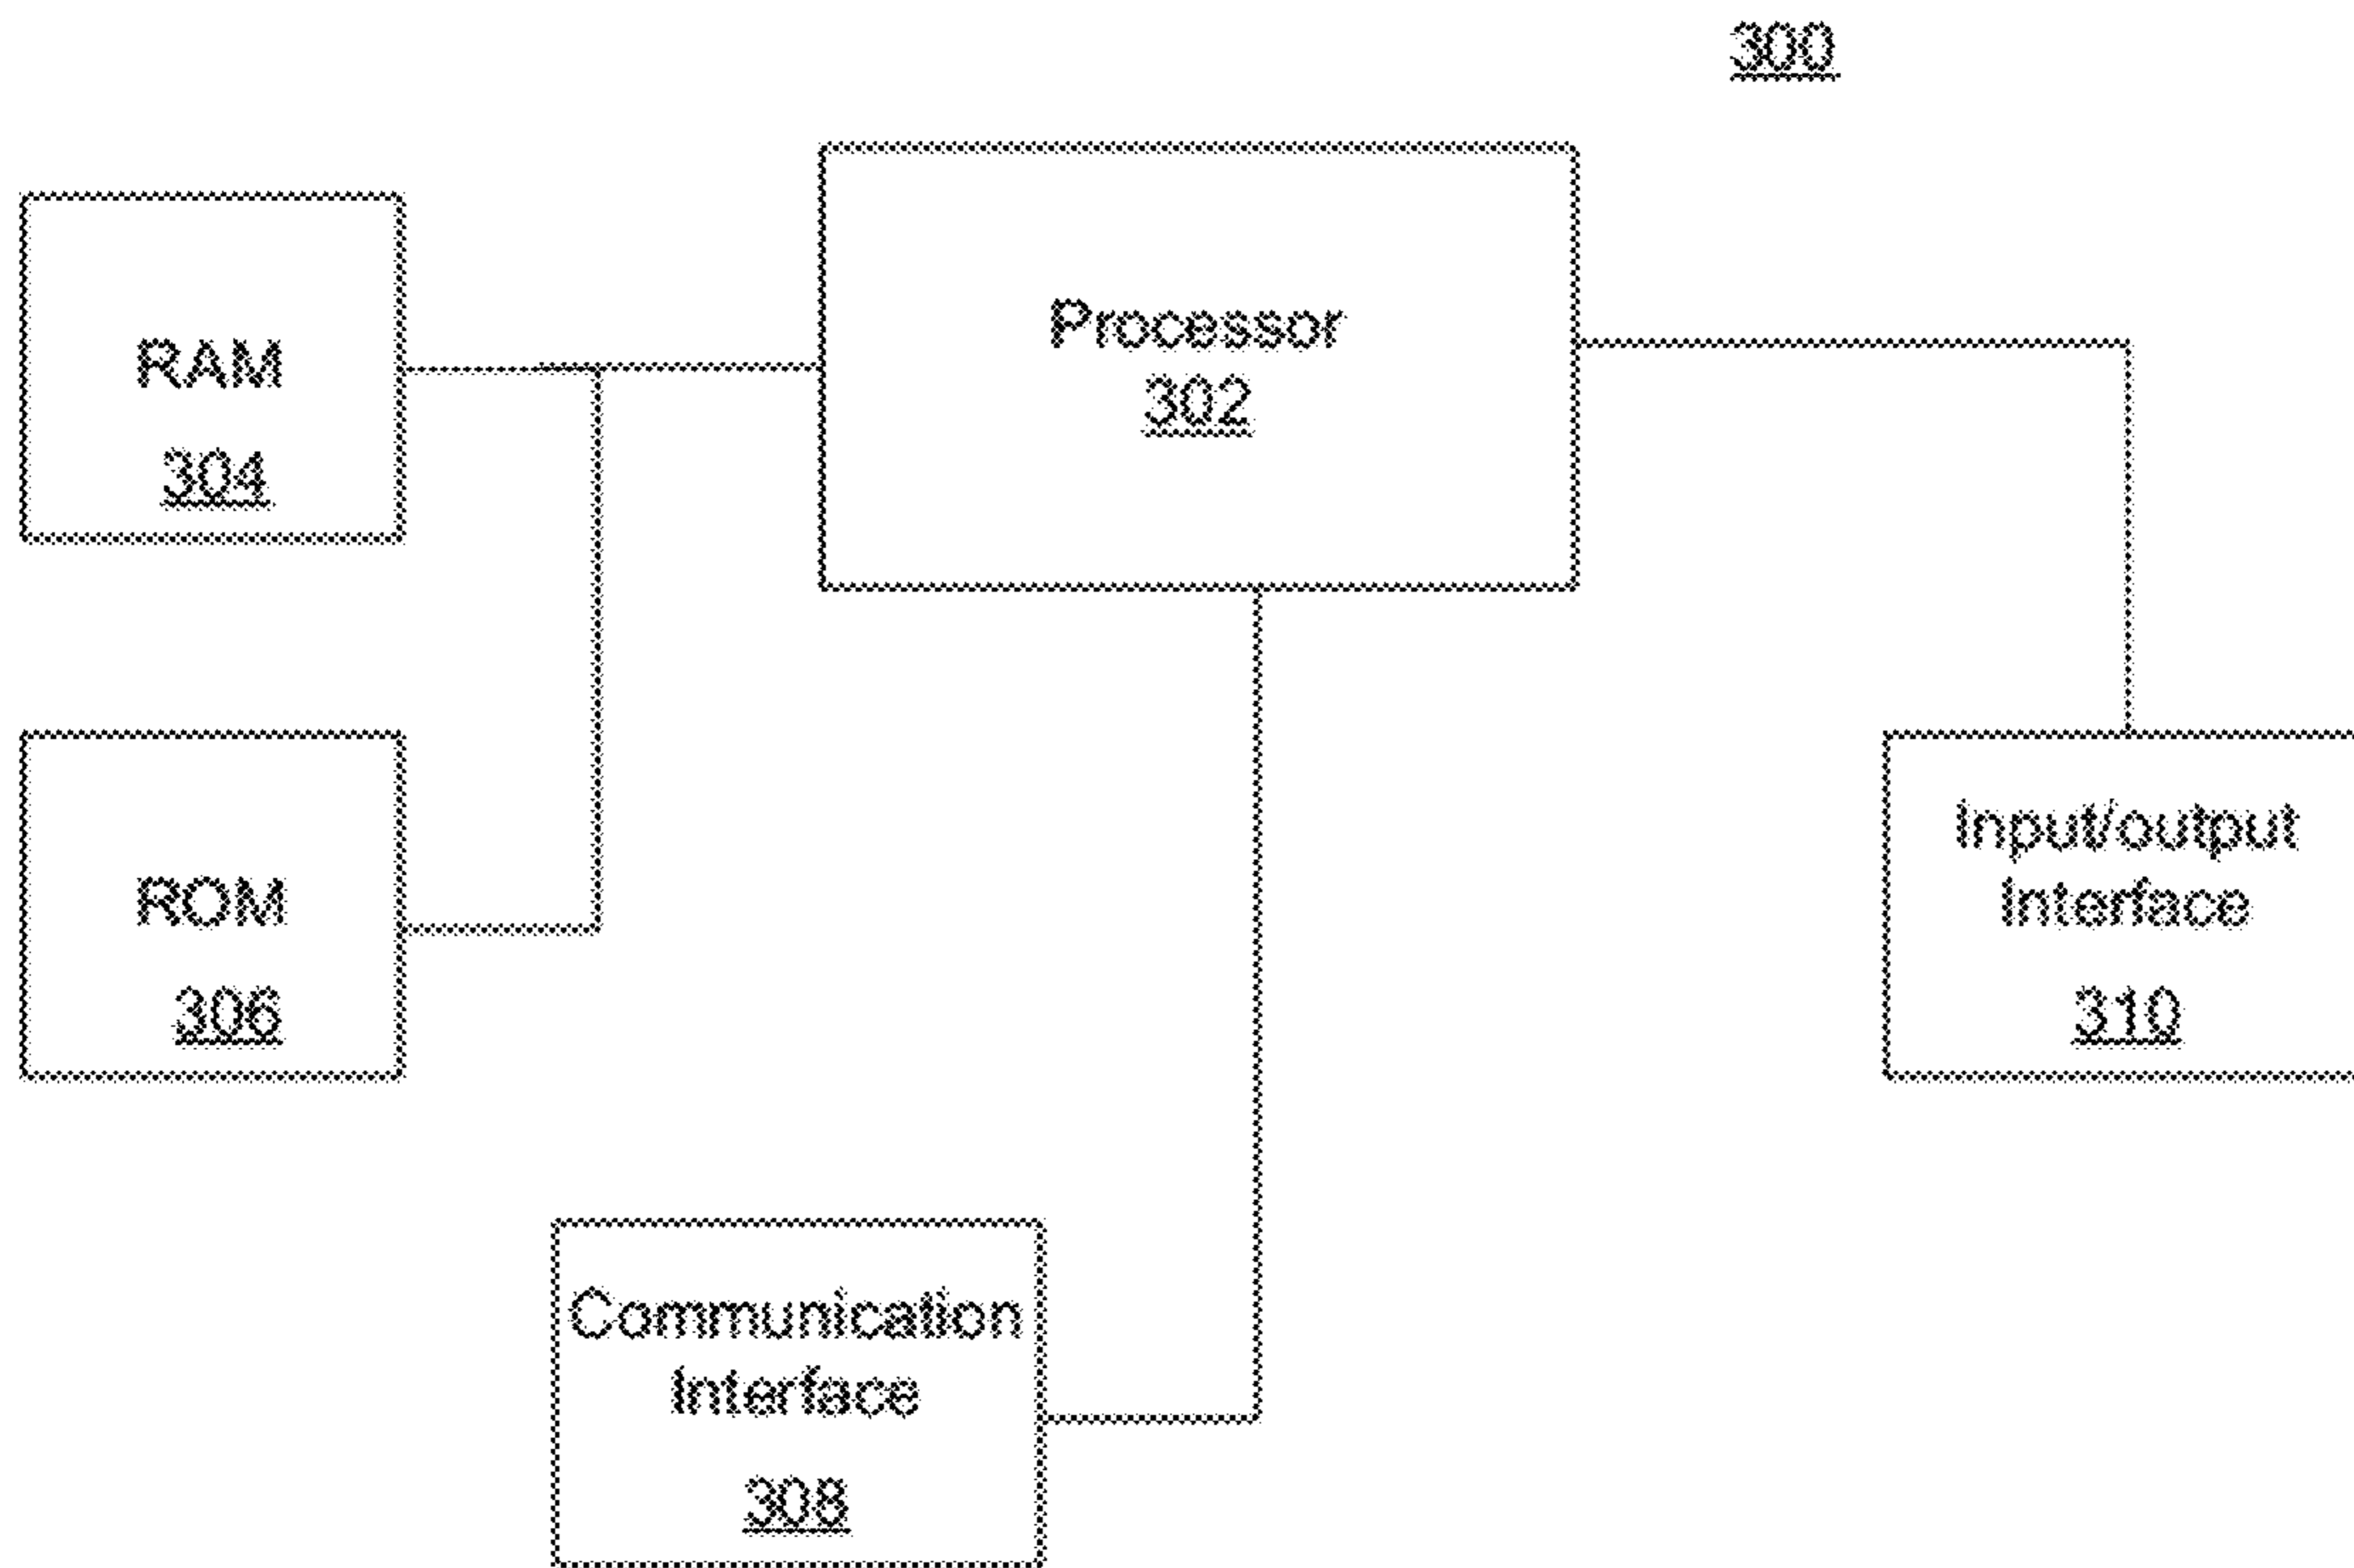 300
Processor
302
RAM
304
ROM
306
Input/output
Interface
310
Communication
Interface
308